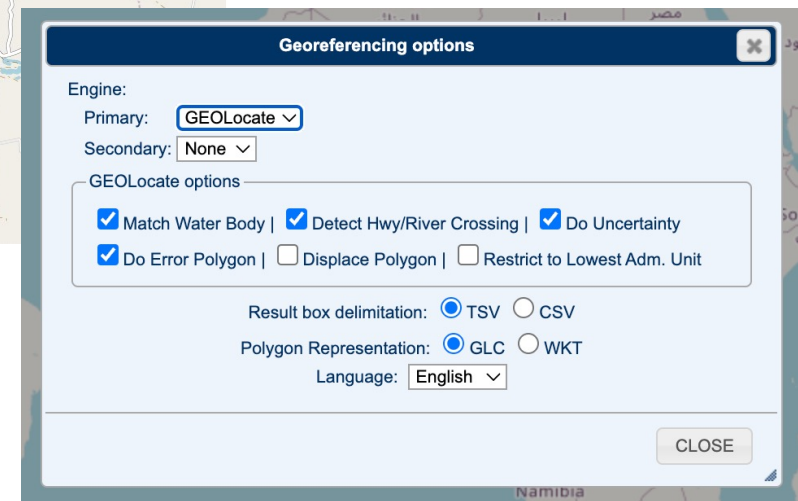 مصر
Georeferencing options
Engine:
Primary: GEOLocate
Secondary: None
GEOLocate options
Match Water Body | Detect Hwy/River Crossing | Do Uncertainty
Do Error Polygon | Displace Polygon | Restrict to Lowest Adm. Unit
Result box delimitation: TSV CSV
Polygon Representation: GLC WKT
Language: English
CLOSE
Namibia